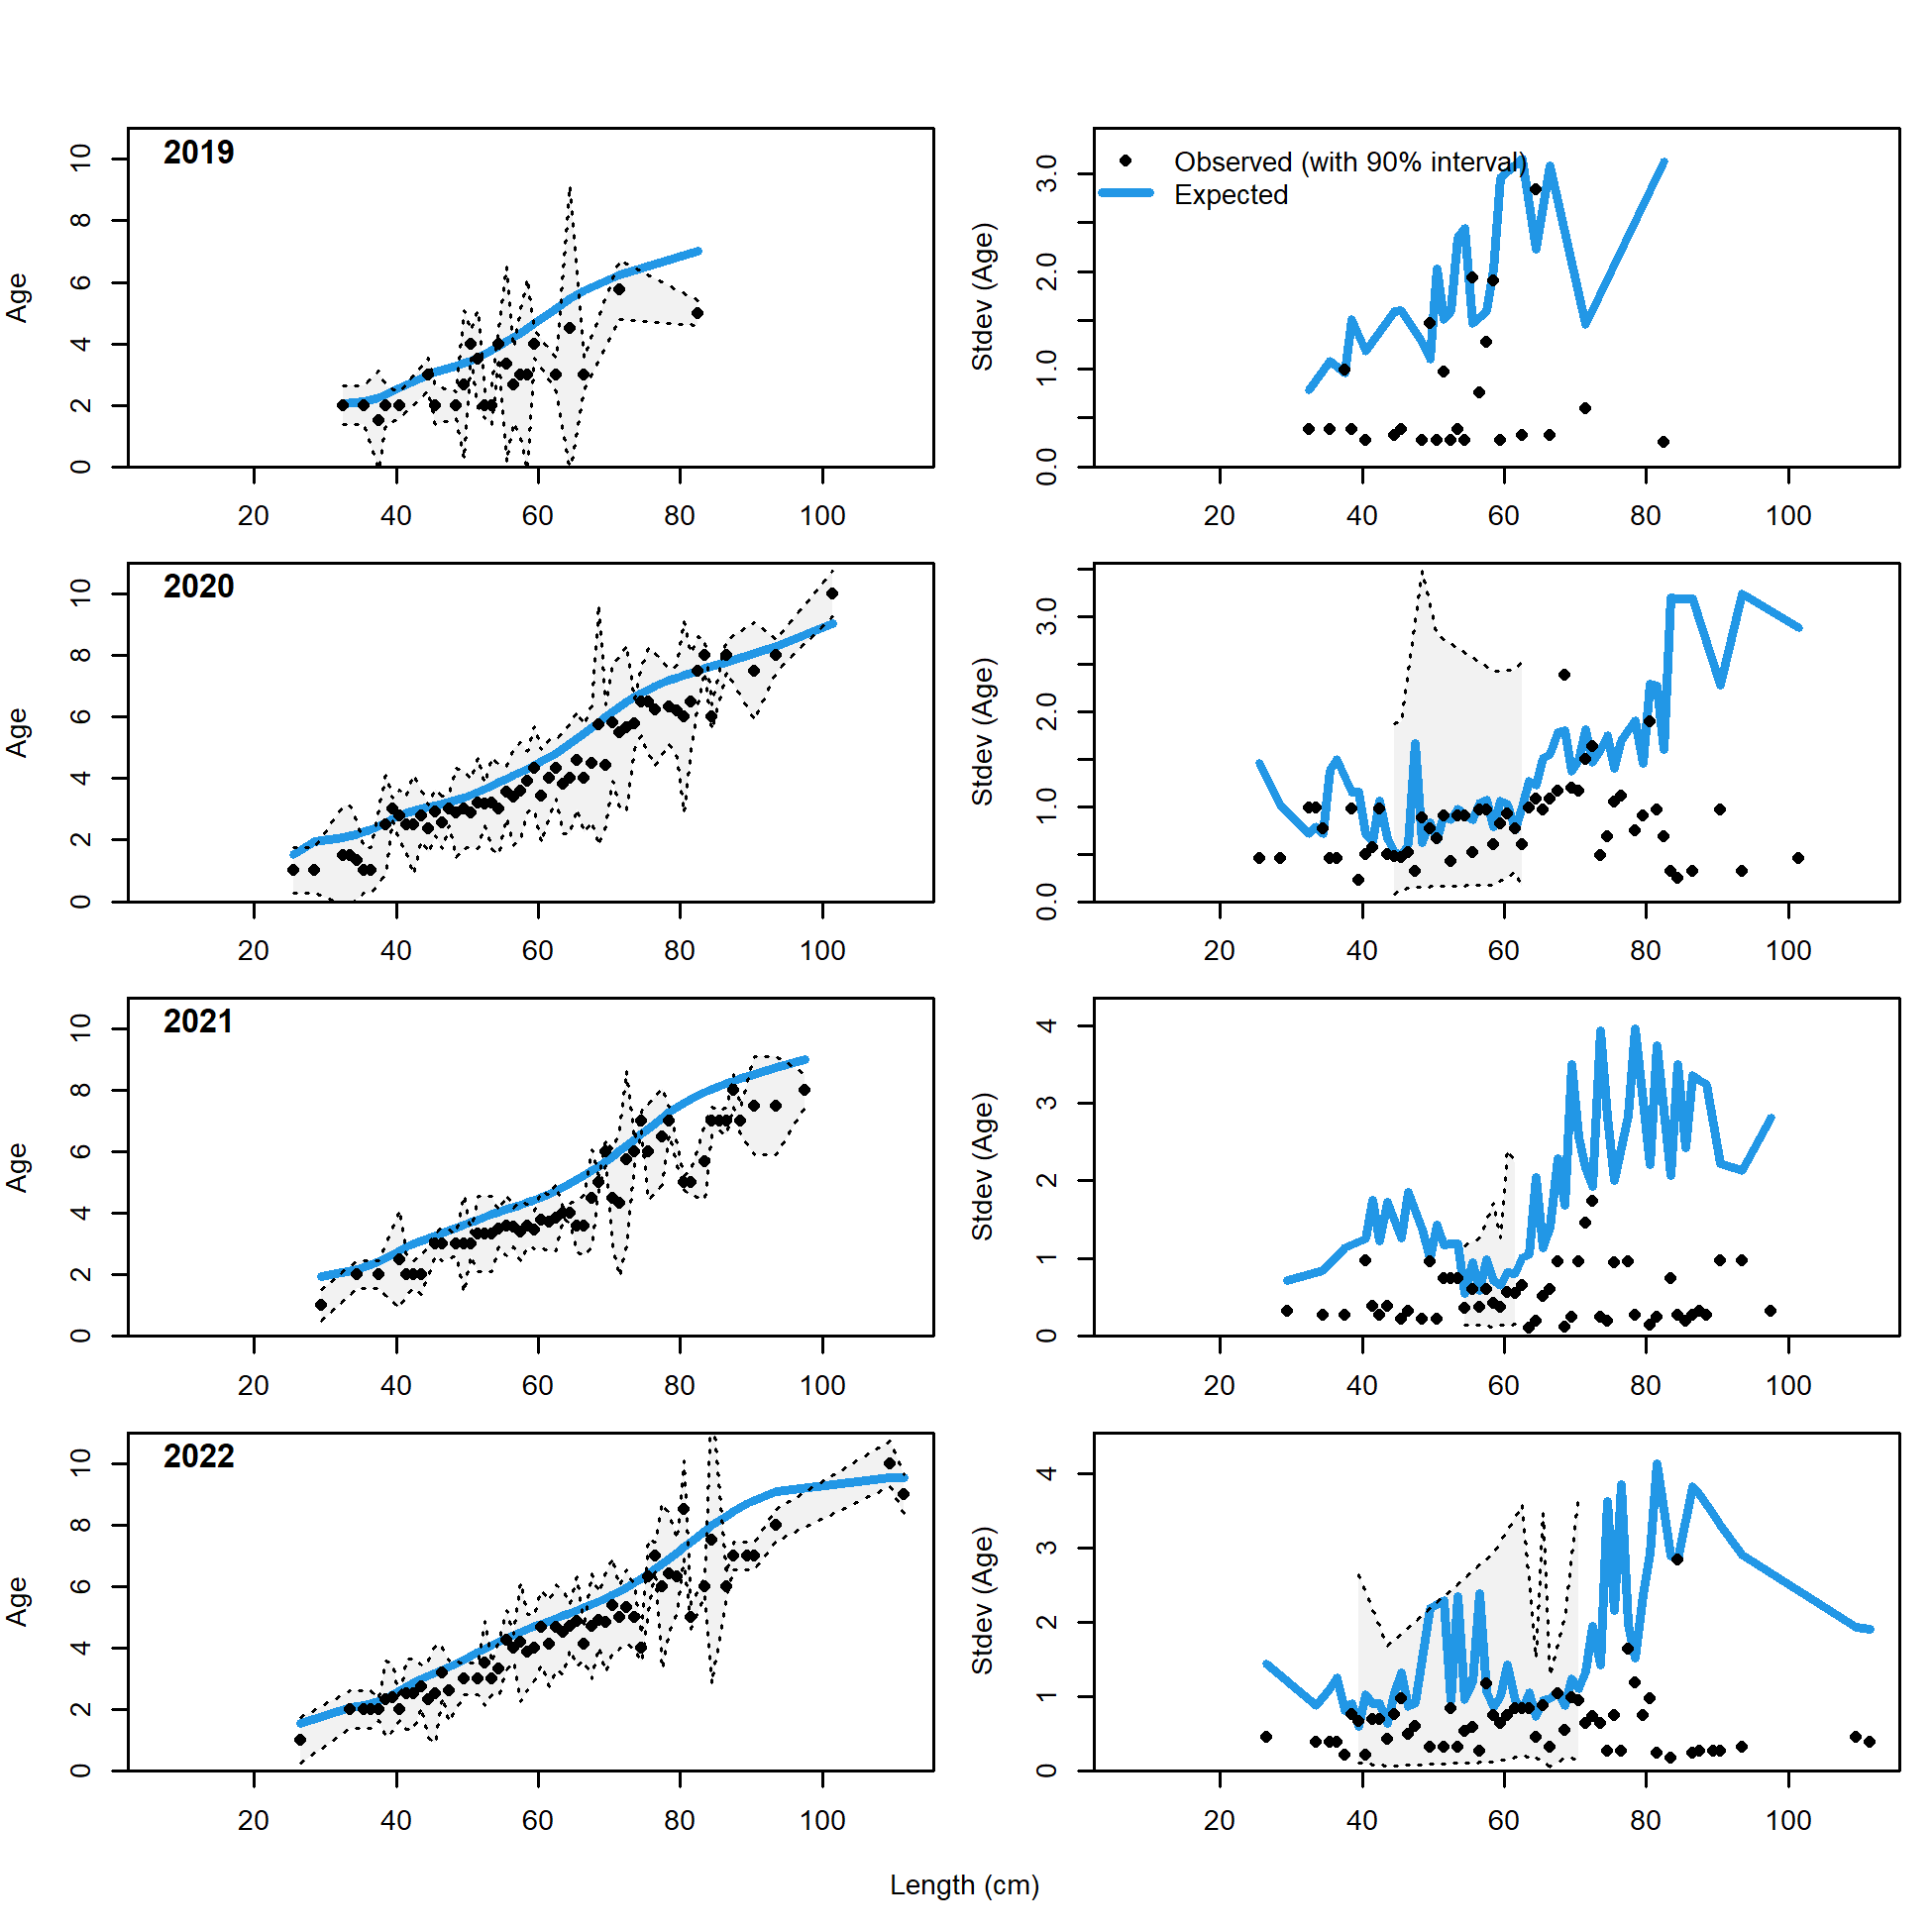 2019
Age
0 2 4 6 8 10
20 40 60 80 100
Observed (with 90% interval)
Expected
Stdev (Age)
0.0 1.0 2.0 3.0
20 40 60 80 100
2020
Age
0 2 4 6 8 10
20 40 60 80 100
Stdev (Age)
0.0 1.0 2.0 3.0
20 40 60 80 100
2021
Age
0 2 4 6 8 10
20 40 60 80 100
Stdev (Age)
0 1 2 3 4
20 40 60 80 100
2022
Age
0 2 4 6 8 10
20 40 60 80 100
Stdev (Age)
0 1 2 3 4
20 40 60 80 100
Length (cm)